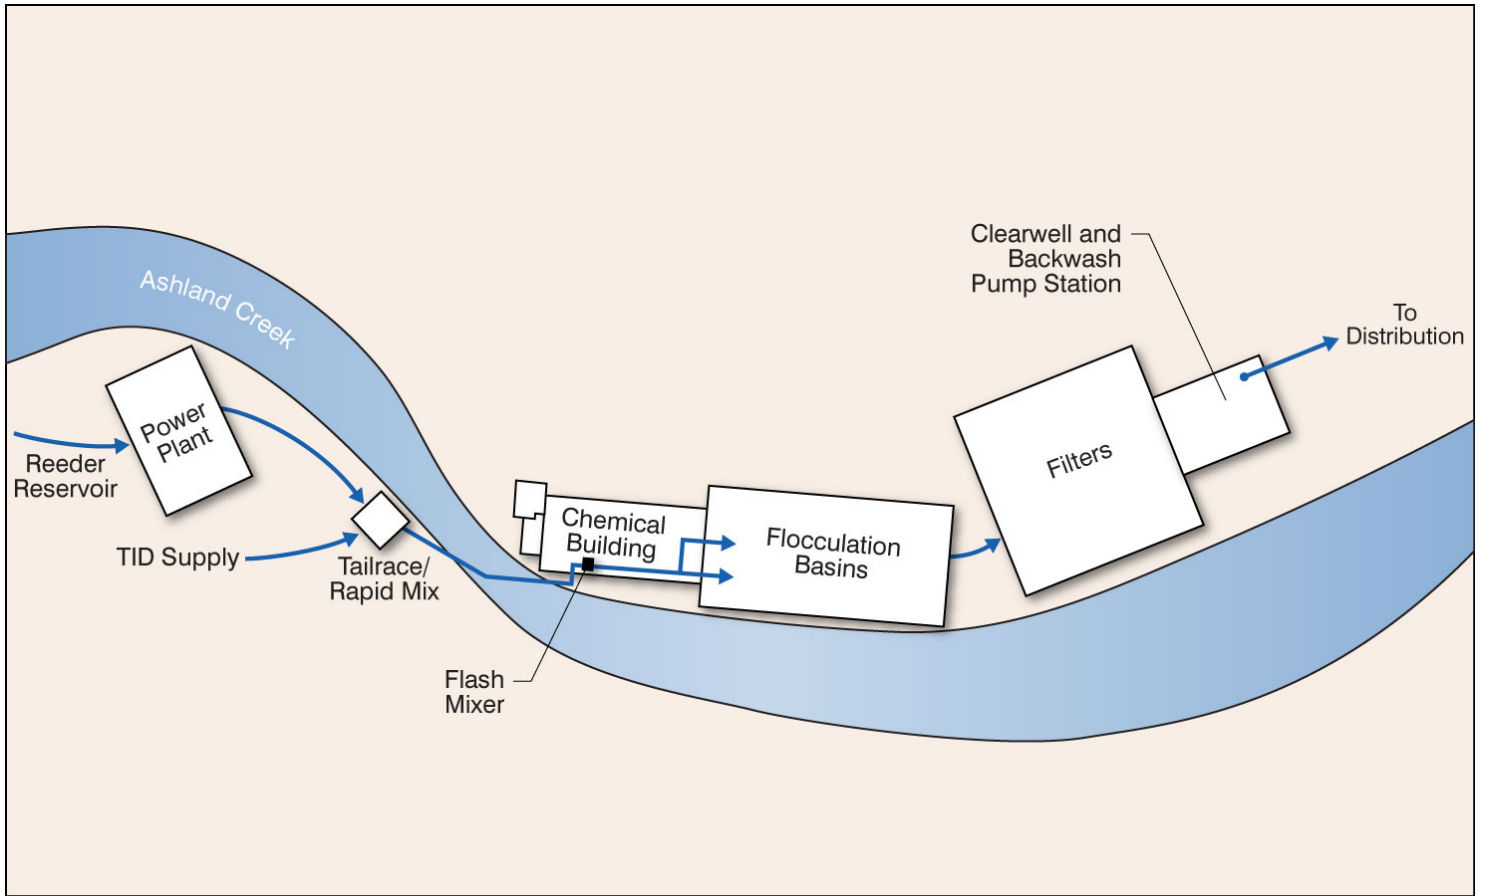 Ashland Creek
Clearwell and
Backwash
Pump Station
To
Distribution
Power
Plant
Reeder
Reservoir
Filters
TID Supply
Tailrace/
Rapid Mix
Chemical
Building
Flocculation
Basins
Flash
Mixer